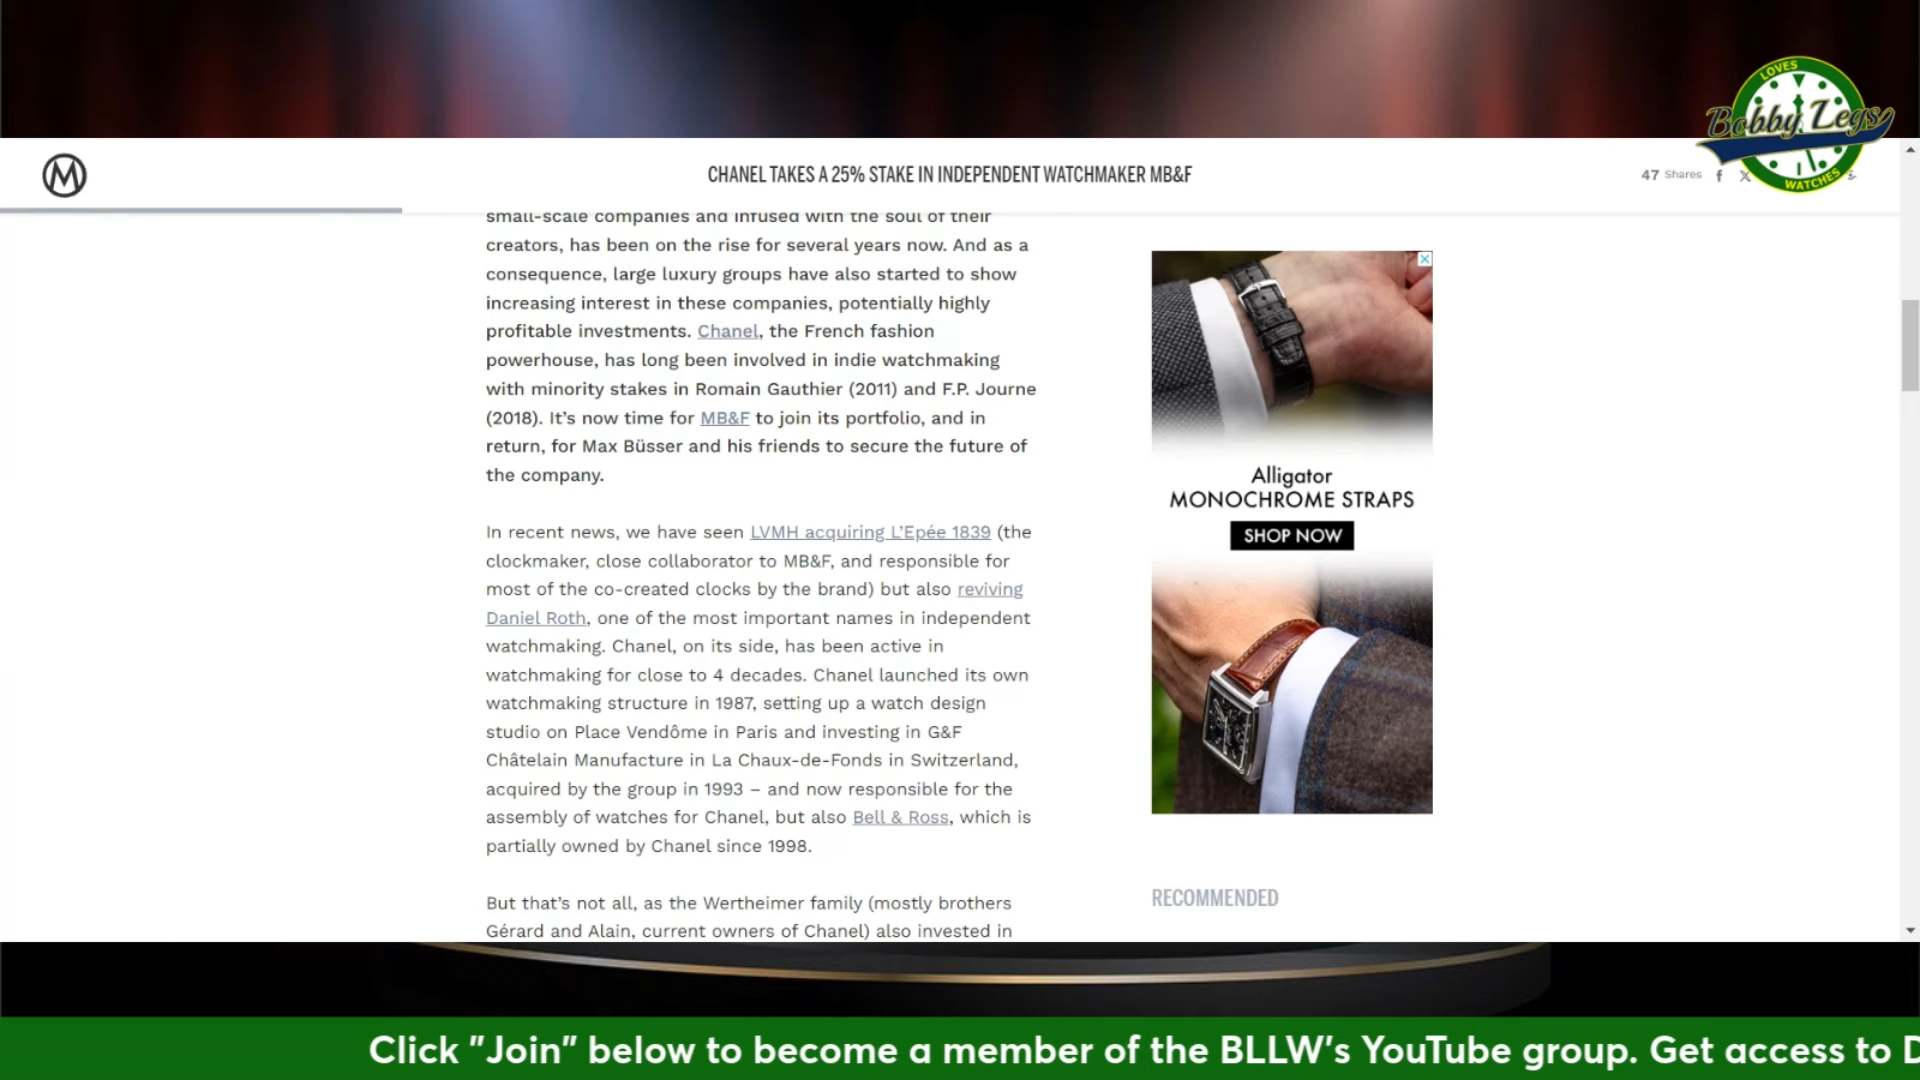 LOVES
Bobby Legs
WATCHES
M
CHANEL TAKES A 25% STAKE IN INDEPENDENT WATCHMAKER MB&F
47 Shares
small-scale companies and infused with the soul of their
creators, has been on the rise for several years now. And as a
consequence, large luxury groups have also started to show
increasing interest in these companies, potentially highly
profitable investments. Chanel, the French fashion
powerhouse, has long been involved in indie watchmaking
with minority stakes in Romain Gauthier (2011) and F.P. Journe
(2018). It’s now time for MB&F to join its portfolio, and in
return, for Max Büsser and his friends to secure the future of
the company.
In recent news, we have seen LVMH acquiring L’Epée 1839 (the
clockmaker, close collaborator to MB&F, and responsible for
most of the co-created clocks by the brand) but also reviving
Daniel Roth, one of the most important names in independent
watchmaking. Chanel, on its side, has been active in
watchmaking for close to 4 decades. Chanel launched its own
watchmaking structure in 1987, setting up a watch design
studio on Place Vendôme in Paris and investing in G&F
Châtelain Manufacture in La Chaux-de-Fonds in Switzerland,
acquired by the group in 1993 – and now responsible for the
assembly of watches for Chanel, but also Bell & Ross, which is
partially owned by Chanel since 1998.
But that’s not all, as the Wertheimer family (mostly brothers
Gérard and Alain, current owners of Chanel) also invested in
Alligator
MONOCHROME STRAPS
SHOP NOW
RECOMMENDED
Click "Join" below to become a member of the BLLW's YouTube group. Get access to D